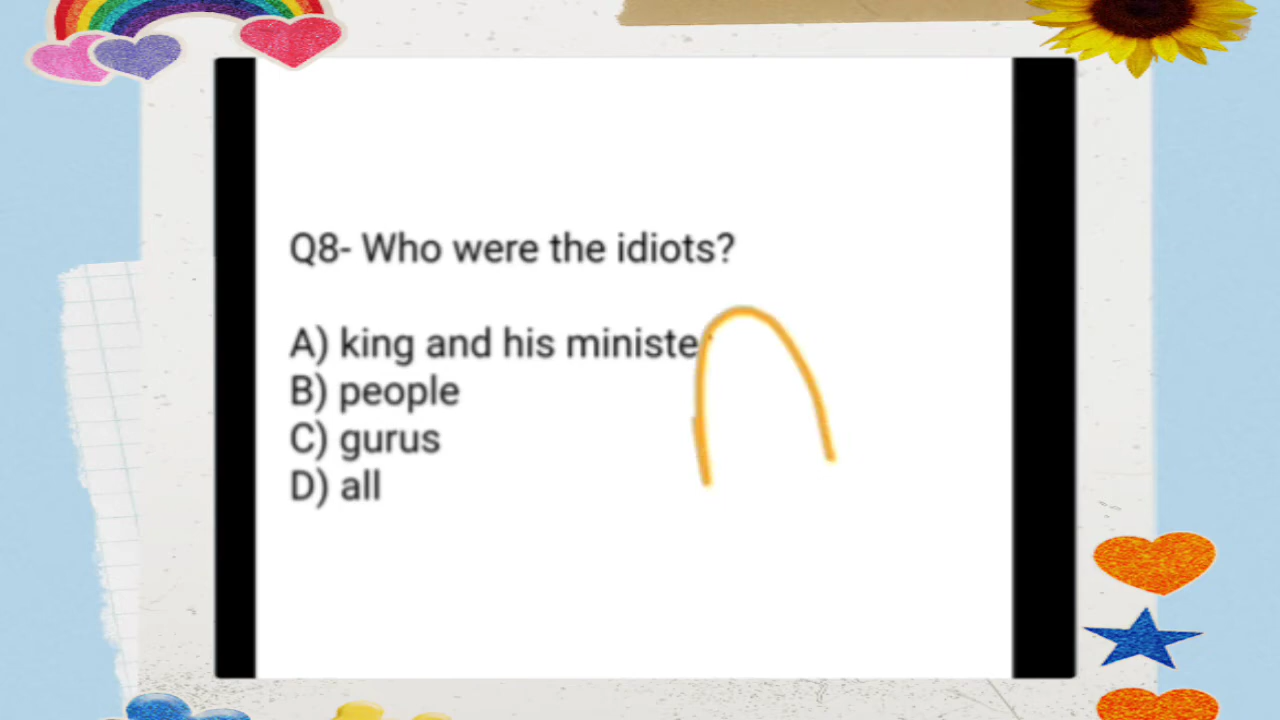 Q8- Who were the idiots?
A) king and his ministe
B) people
C) gurus
D) all